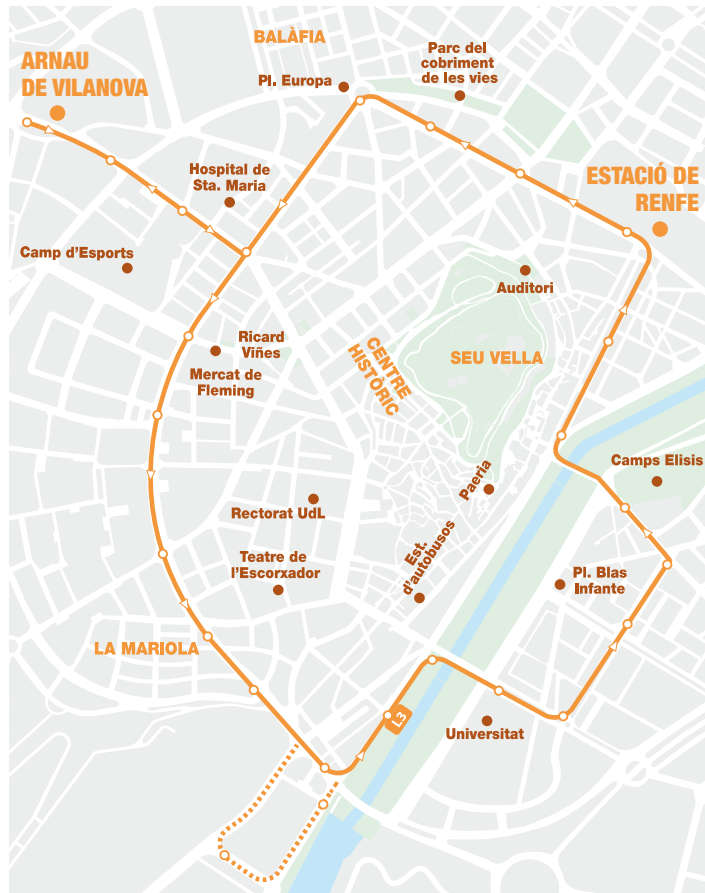 BALÀFIA
ARNAU
DE VILANOVA
Pl. Europa
Parc del
cobriment
de les vies
Hospital de
Sta. Maria
ESTACIÓ DE
RENFE
Camp d'Esports
Auditori
Ricard
Viñes
Mercat de
Fleming
CENTRE
HISTÒRIC
SEU VELLA
Camps Elisis
Paeria
Rectorat UdL
Est.
d'autobusos
Teatre de
l'Escorxador
Pl. Blas
Infante
LA MARIOLA
L3
Universitat